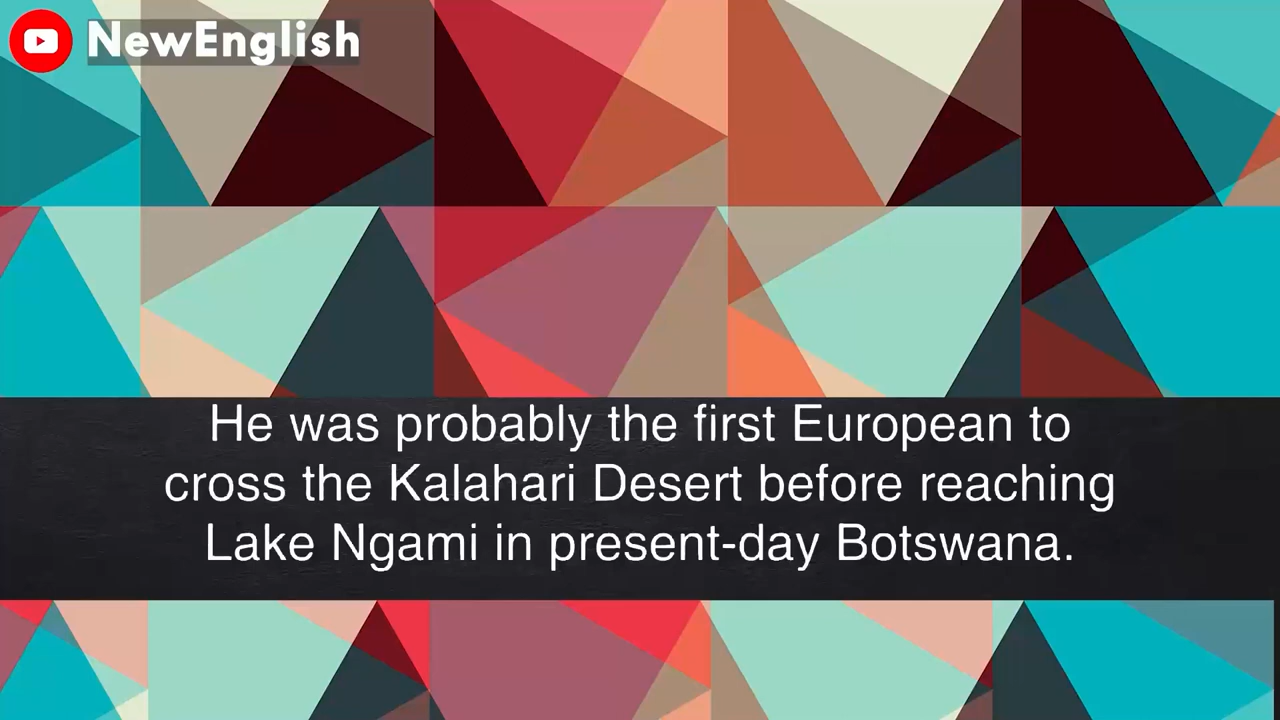 NewEnglish
He was probably the first European to
cross the Kalahari Desert before reaching
Lake Ngami in present-day Botswana.